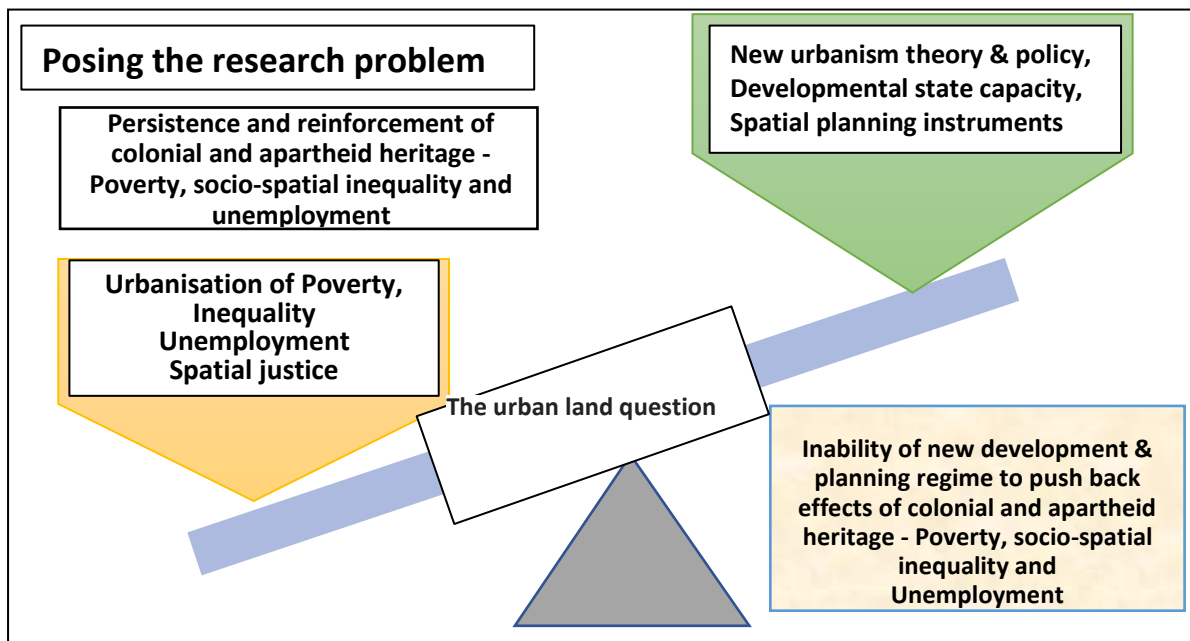 Posing the research problem
Persistence and reinforcement of
colonial and apartheid heritage -
Poverty, socio-spatial inequality and
unemployment
Urbanisation of Poverty,
Inequality
Unemployment
Spatial justice
New urbanism theory & policy,
Developmental state capacity,
Spatial planning instruments
The urban land question
Inability of new development &
planning regime to push back
effects of colonial and apartheid
heritage - Poverty, socio-spatial
inequality and
Unemployment